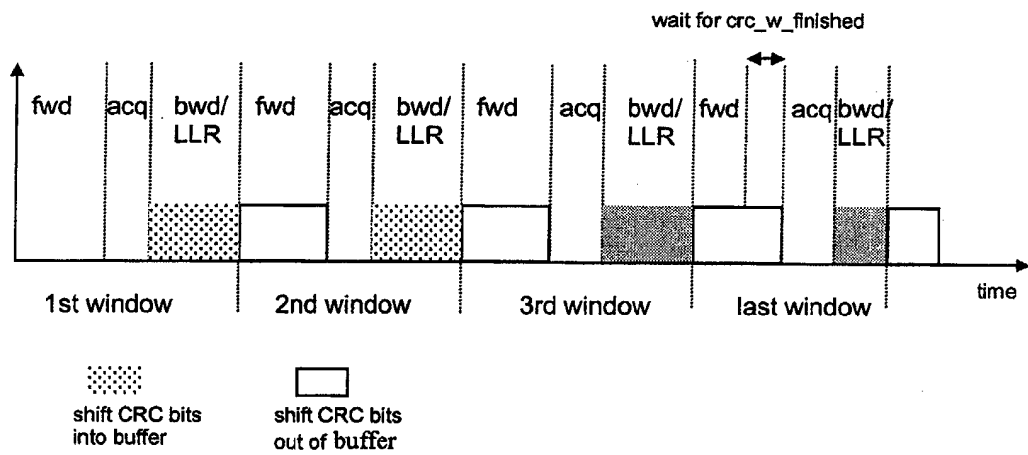 wait for crc_w_finished
fwd acq bwd/ fwd acq bwd/ fwd acq bwd/ fwd acq bwd/
LLR LLR LLR LLR
1st window 2nd window 3rd window last window time
shift CRC bits shift CRC bits
into buffer out of buffer